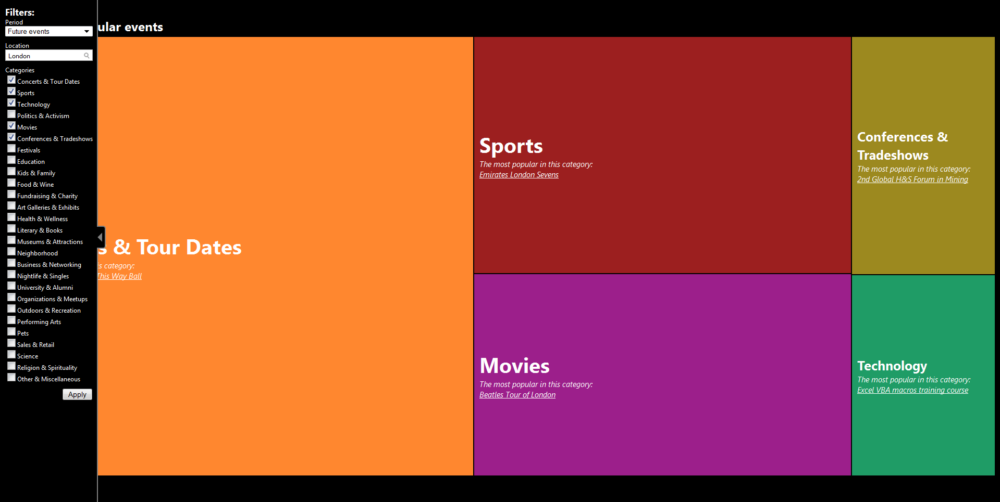 Filters:
Period
Future events
Location
London
Categories
Concerts & Tour Dates
Sports
Technology
Politics & Activism
Movies
Conferences & Tradeshows
Festivals
Education
Kids & Family
Food & Wine
Fundraising & Charity
Art Galleries & Exhibits
Health & Wellness
Literary & Books
Museums & Attractions
Neighborhood
Business & Networking
Nightlife & Singles
University & Alumni
Organizations & Meetups
Outdoors & Recreation
Performing Arts
Pets
Sales & Retail
Science
Religion & Spirituality
Other & Miscellaneous
Apply
ular events
s & Tour Dates
is category:
This Way Ball
Sports
The most popular in this category:
Emirates London Sevens
Movies
The most popular in this category:
Beatles Tour of London
Conferences &
Tradeshows
The most popular in this category:
2nd Global H&S Forum in Mining
Technology
The most popular in this category:
Excel VBA macros training course